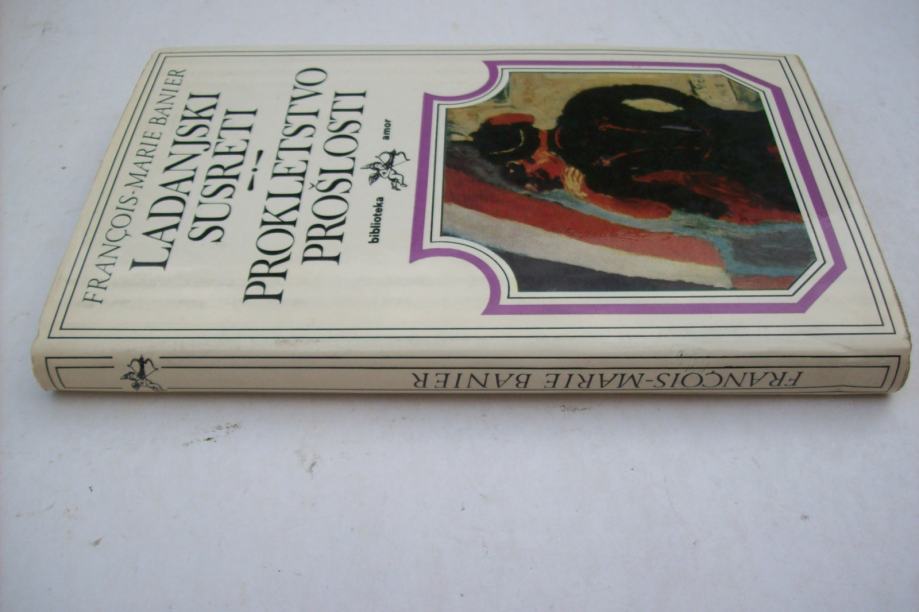 FRANÇOIS-MARIE BANIER
LADANJSKI
SUSRETI
PROKLETSTVO
PROŠLOSTI
biblioteka amor
FRANÇOIS-MARIE BANIER